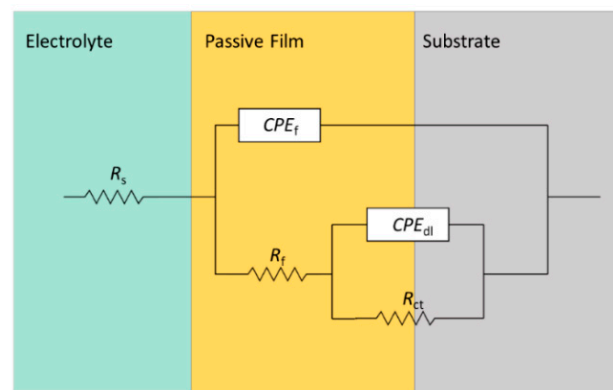 Electrolyte
Passive Film
Substrate
CPEf
Rs
CPEdl
Rf
Rct